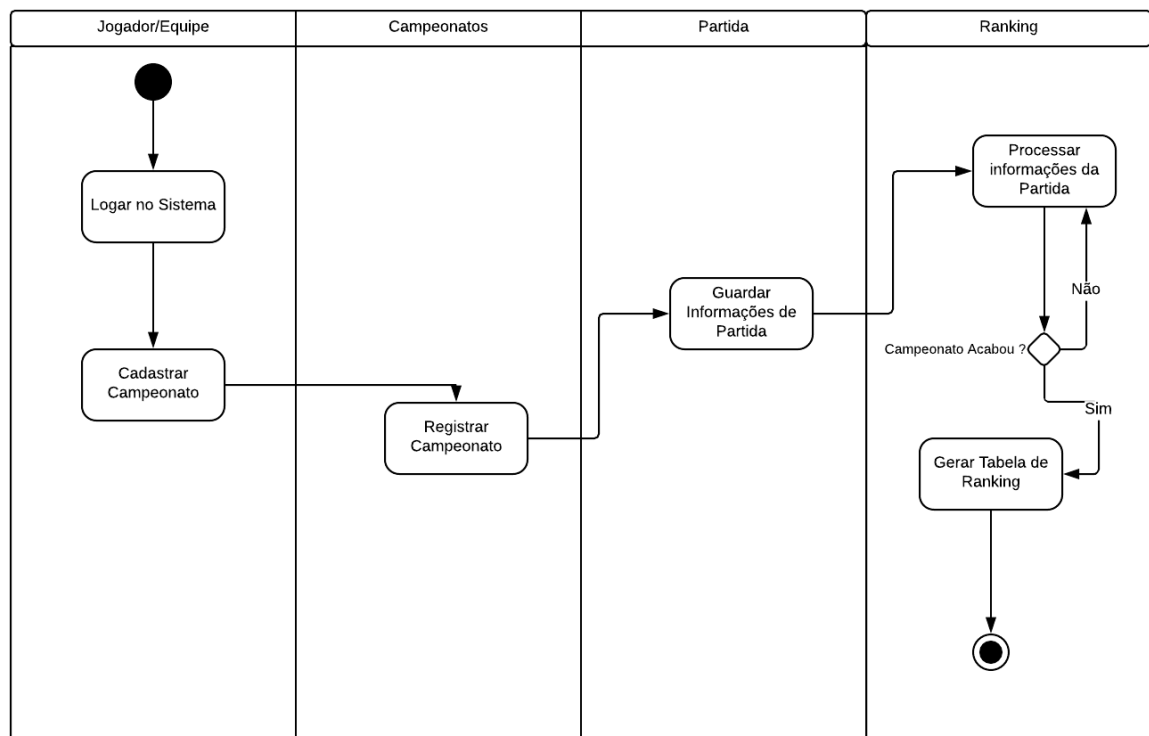 Jogador/Equipe
Campeonatos
Partida
Ranking
Logar no Sistema
Cadastrar
Campeonato
Registrar
Campeonato
Guardar
Informações de
Partida
Processar
informações da
Partida
Não
Campeonato Acabou ?
Sim
Gerar Tabela de
Ranking